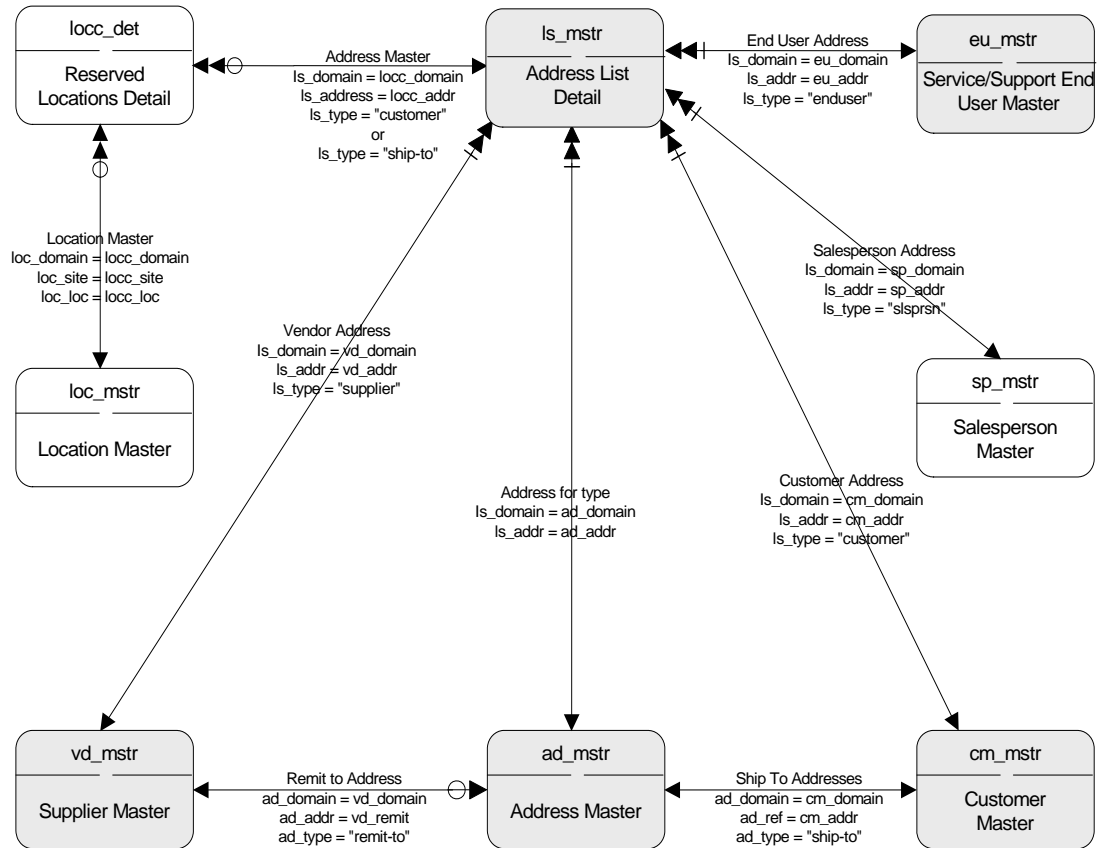 locc_det
Reserved
Locations Detail
Address Master
ls_domain = locc_domain
ls_address = locc_addr
ls_type = "customer"
or
ls_type = "ship-to"
ls_mstr
Address List
Detail
End User Address
ls_domain = eu_domain
ls_addr = eu_addr
ls_type = "enduser"
eu_mstr
Service/Support End
User Master
Location Master
loc_domain = locc_domain
loc_site = locc_site
loc_loc = locc_loc
Salesperson Address
ls_domain = sp_domain
ls_addr = sp_addr
ls_type = "slsprsn"
Vendor Address
ls_domain = vd_domain
ls_addr = vd_addr
ls_type = "supplier"
loc_mstr
Location Master
sp_mstr
Salesperson
Master
Address for type
ls_domain = ad_domain
ls_addr = ad_addr
Customer Address
ls_domain = cm_domain
ls_addr = cm_addr
ls_type = "customer"
vd_mstr
Supplier Master
Remit to Address
ad_domain = vd_domain
ad_addr = vd_remit
ad_type = "remit-to"
ad_mstr
Address Master
Ship To Addresses
ad_domain = cm_domain
ad_ref = cm_addr
ad_type = "ship-to"
cm_mstr
Customer
Master